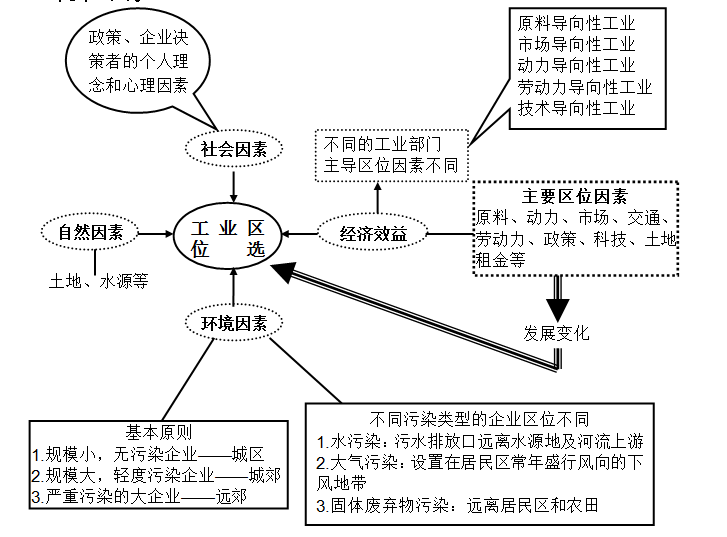 政策、企业决
策者的个人理
念和心理因素
原料导向性工业
市场导向性工业
动力导向性工业
劳动力导向性工业
技术导向性工业
社会因素
不同的工业部门
主导区位因素不同
主要区位因素
原料、动力、市场、交通、
劳动力、政策、科技、土地
租金等
自然因素
工业区
位选
经济效益
土地、水源等
环境因素
发展变化
基本原则
1.规模小，无污染企业——城区
2.规模大，轻度污染企业——城郊
3.严重污染的大企业——远郊
不同污染类型的企业区位不同
1.水污染：污水排放口远离水源地及河流上游
2.大气污染：设置在居民区常年盛行风向的下
风地带
3.固体废弃物污染：远离居民区和农田